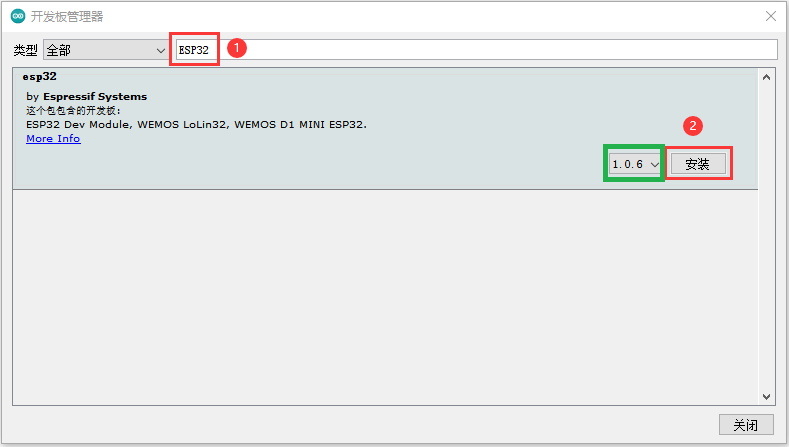 开发板管理器
类型 全部 ESP32 1
esp32
by Espressif Systems
这个包包含的开发板：
ESP32 Dev Module, WEMOS LoLin32, WEMOS D1 MINI ESP32.
More Info
2
1.0.6 安装
关闭